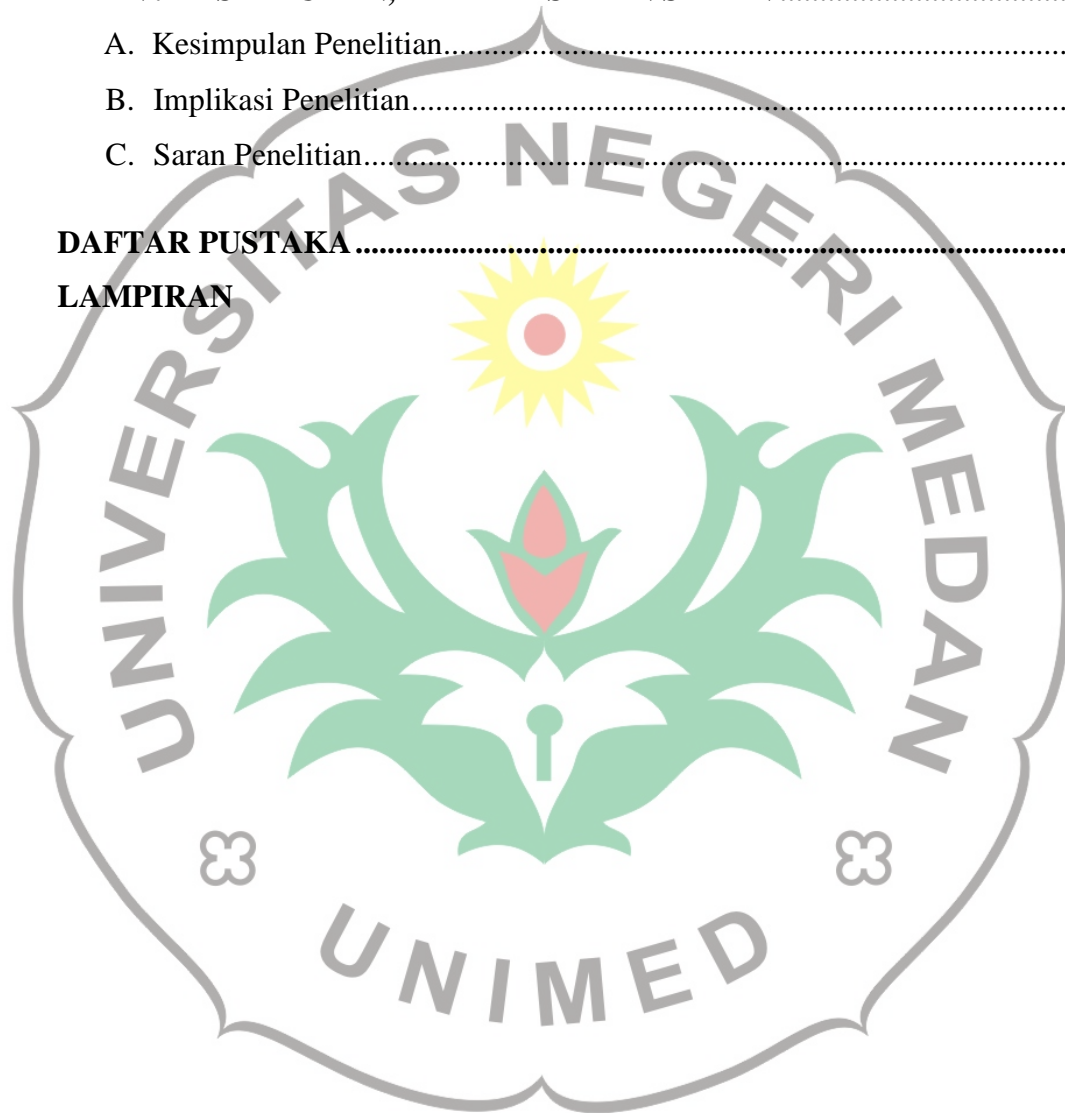 A. Kesimpulan Penelitian
B. Implikasi Penelitian
C. Saran Penelitian
DAFTAR PUSTAKA
LAMPIRAN
UNIVERSITAS NEGERI MEDAN
UNIMED